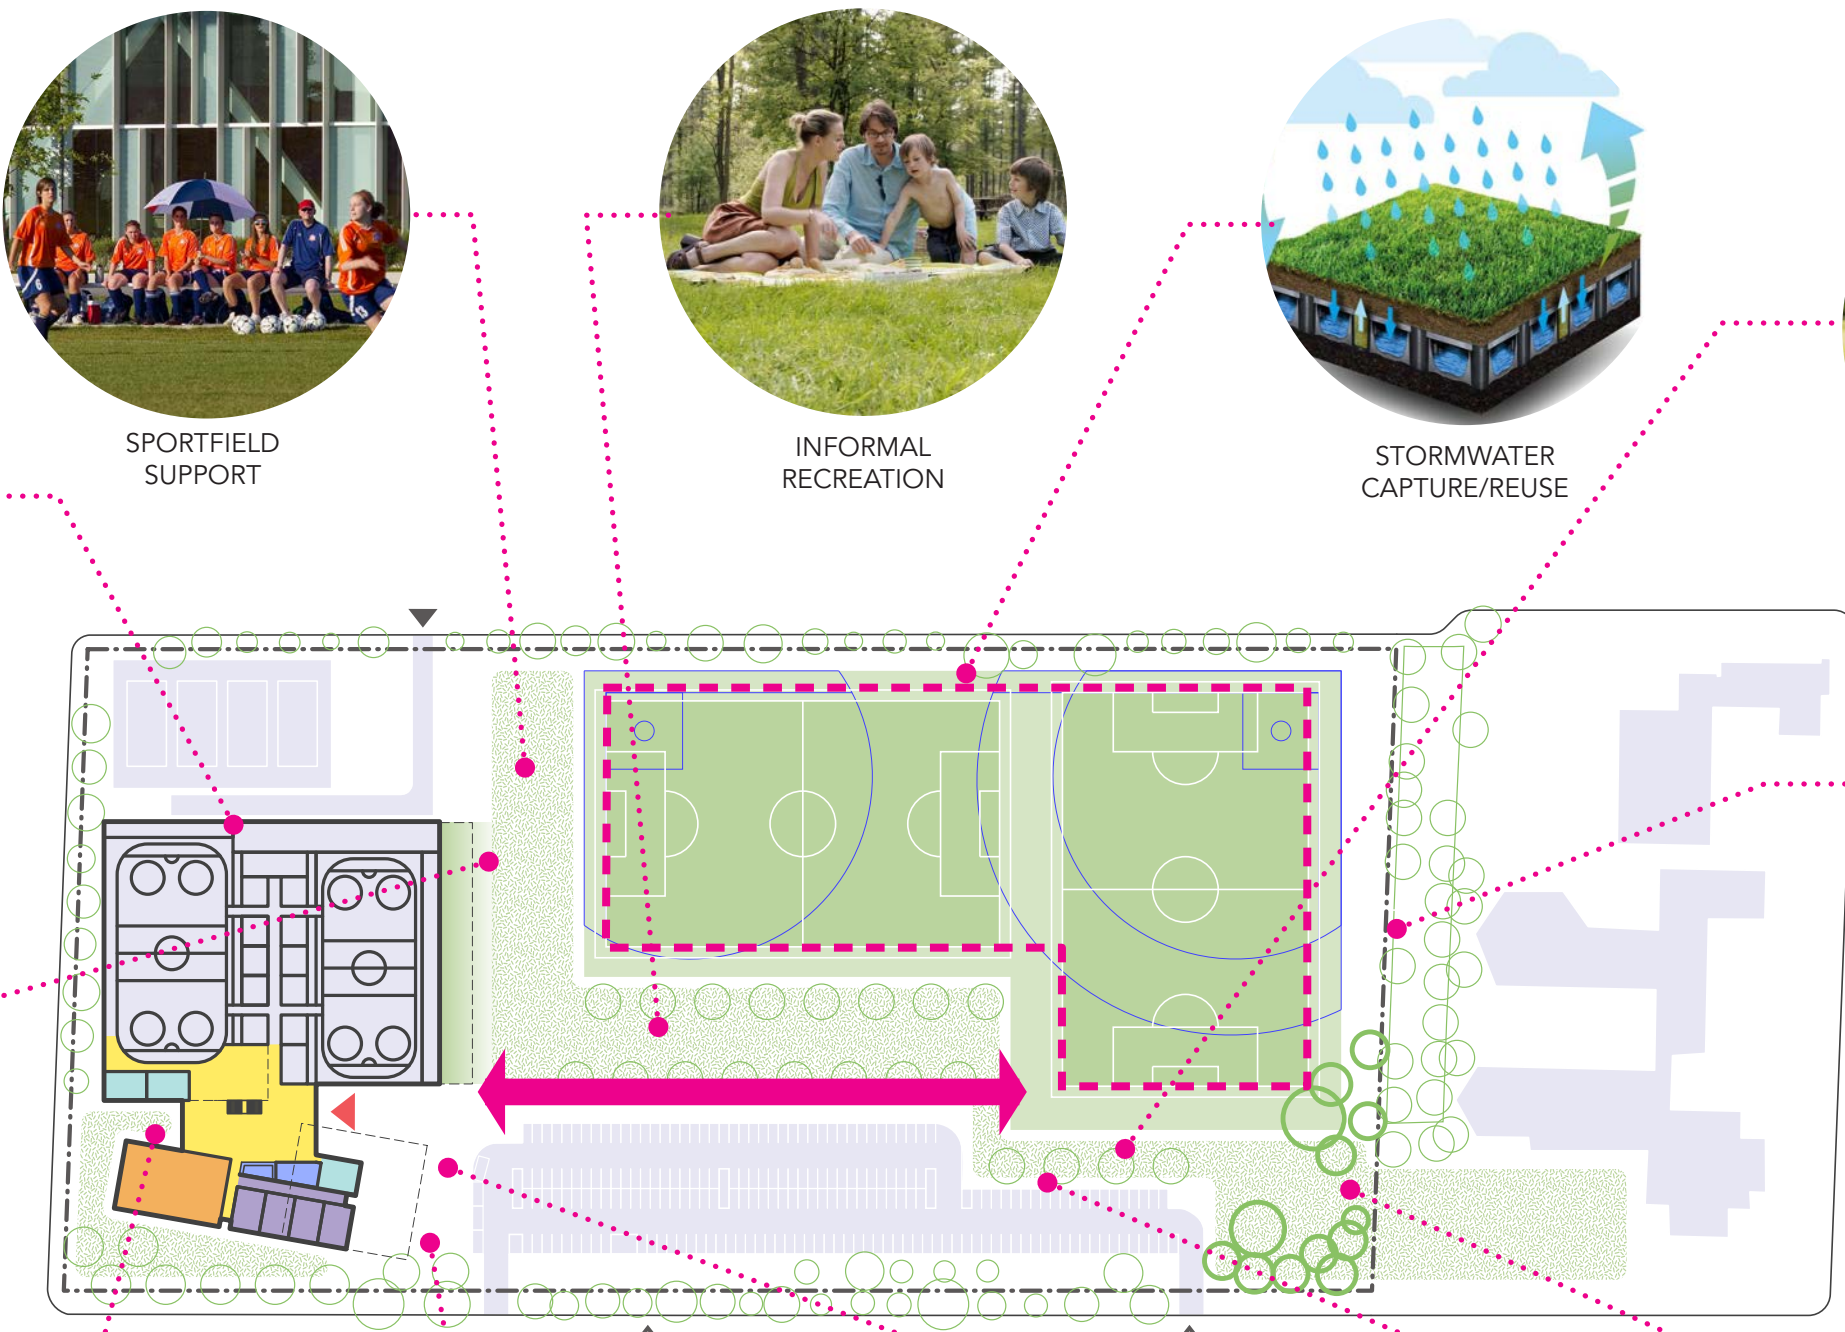 SPORTFIELD
SUPPORT
INFORMAL
RECREATION
STORMWATER
CAPTURE/REUSE